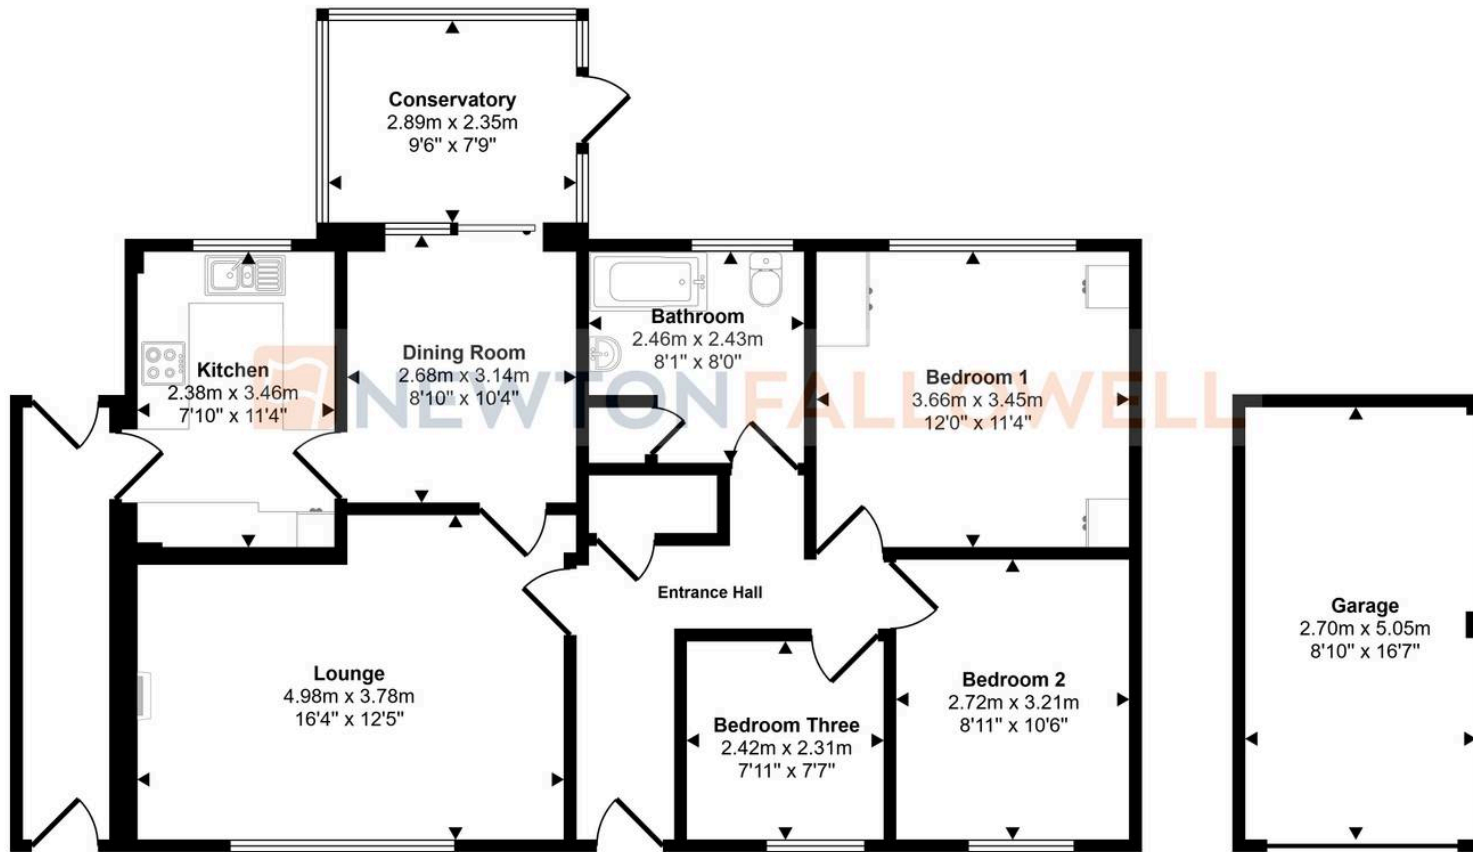 Conservatory
2.89m x 2.35m
9'6" x 7'9"
Kitchen
2.38m x 3.46m
7'10" x 11'4"
Dining Room
2.68m x 3.14m
8'10" x 10'4"
Bathroom
2.46m x 2.43m
8'1" x 8'0"
Bedroom 1
3.66m x 3.45m
12'0" x 11'4"
NEWTONFALLOWELL
Entrance Hall
Lounge
4.98m x 3.78m
16'4" x 12'5"
Bedroom Three
2.42m x 2.31m
7'11" x 7'7"
Bedroom 2
2.72m x 3.21m
8'11" x 10'6"
Garage
2.70m x 5.05m
8'10" x 16'7"